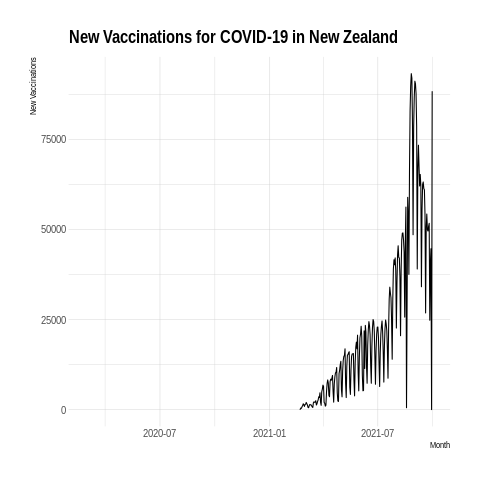 New Vaccinations for COVID-19 in New Zealand
New Vaccinations
75000
50000
25000
0
2020-07
2021-01
2021-07
Month